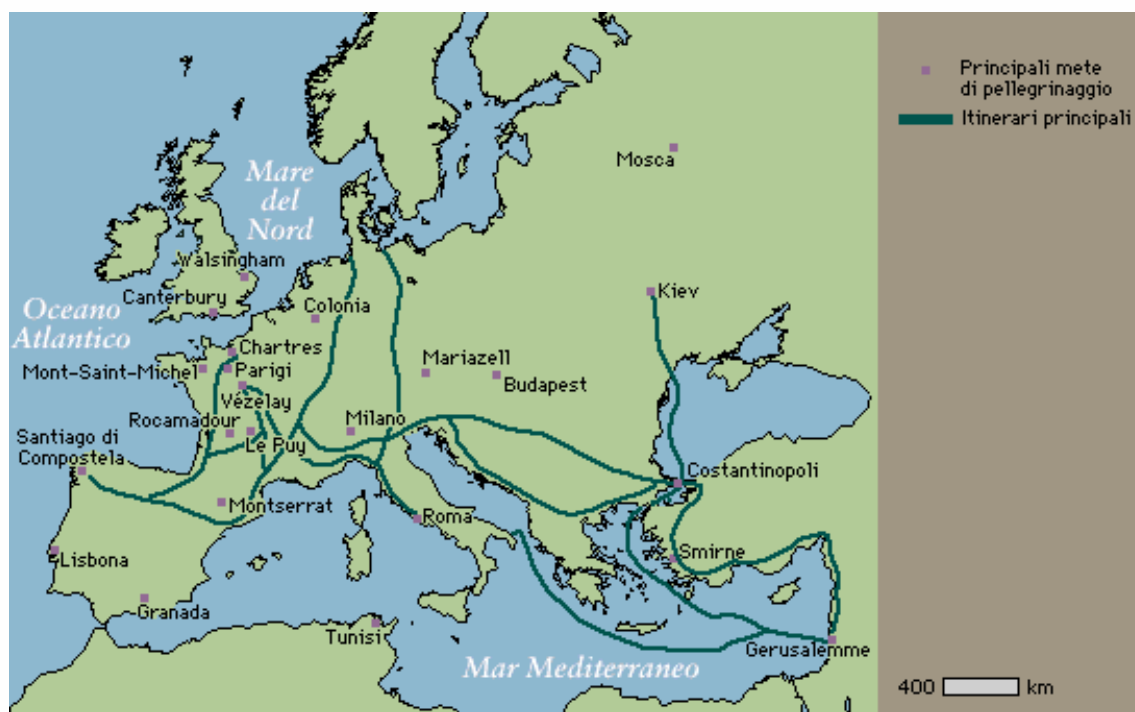 Principali mete
di pellegrinaggio
Itinerari principali
Mosca
Mare
del
Nord
Walsingham
Canterbury
Colonia
Kiev
Oceano
Atlantico
Chartres
Mont-Saint-Michel
Parigi
Mariazell
Budapest
Vézelay
Rocamadour
Milano
Santiago di
Compostela
Le Puy
Costantinopoli
Montserrat
Roma
Lisbona
Smirne
Granada
Tunisi
Gerusalemme
Mar Mediterraneo
400 km